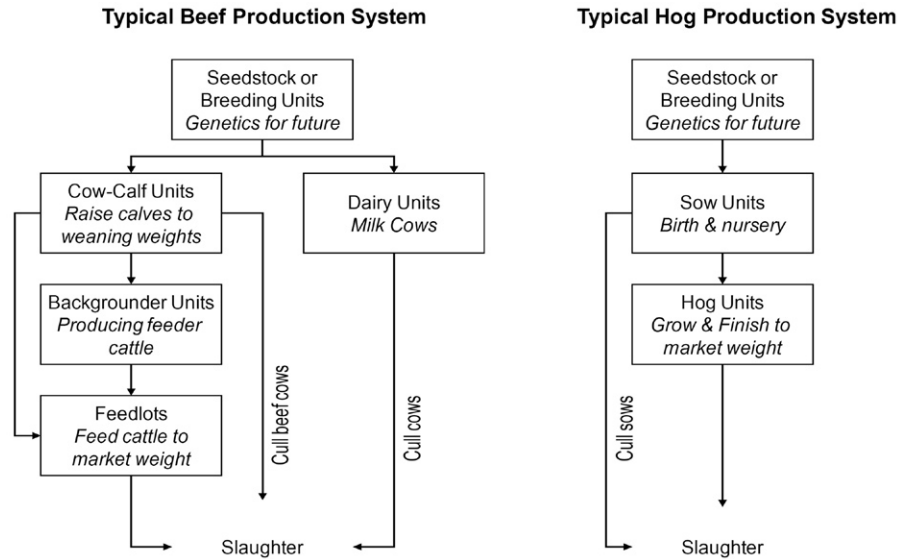 Typical Beef Production System
Seedstock or
Breeding Units
Genetics for future
Cow-Calf Units
Raise calves to
weaning weights
Dairy Units
Milk Cows
Backgrounder Units
Producing feeder
cattle
Feedlots
Feed cattle to
market weight
Cull beef cows
Cull cows
Slaughter
Typical Hog Production System
Seedstock or
Breeding Units
Genetics for future
Sow Units
Birth & nursery
Hog Units
Grow & Finish to
market weight
Cull sows
Slaughter